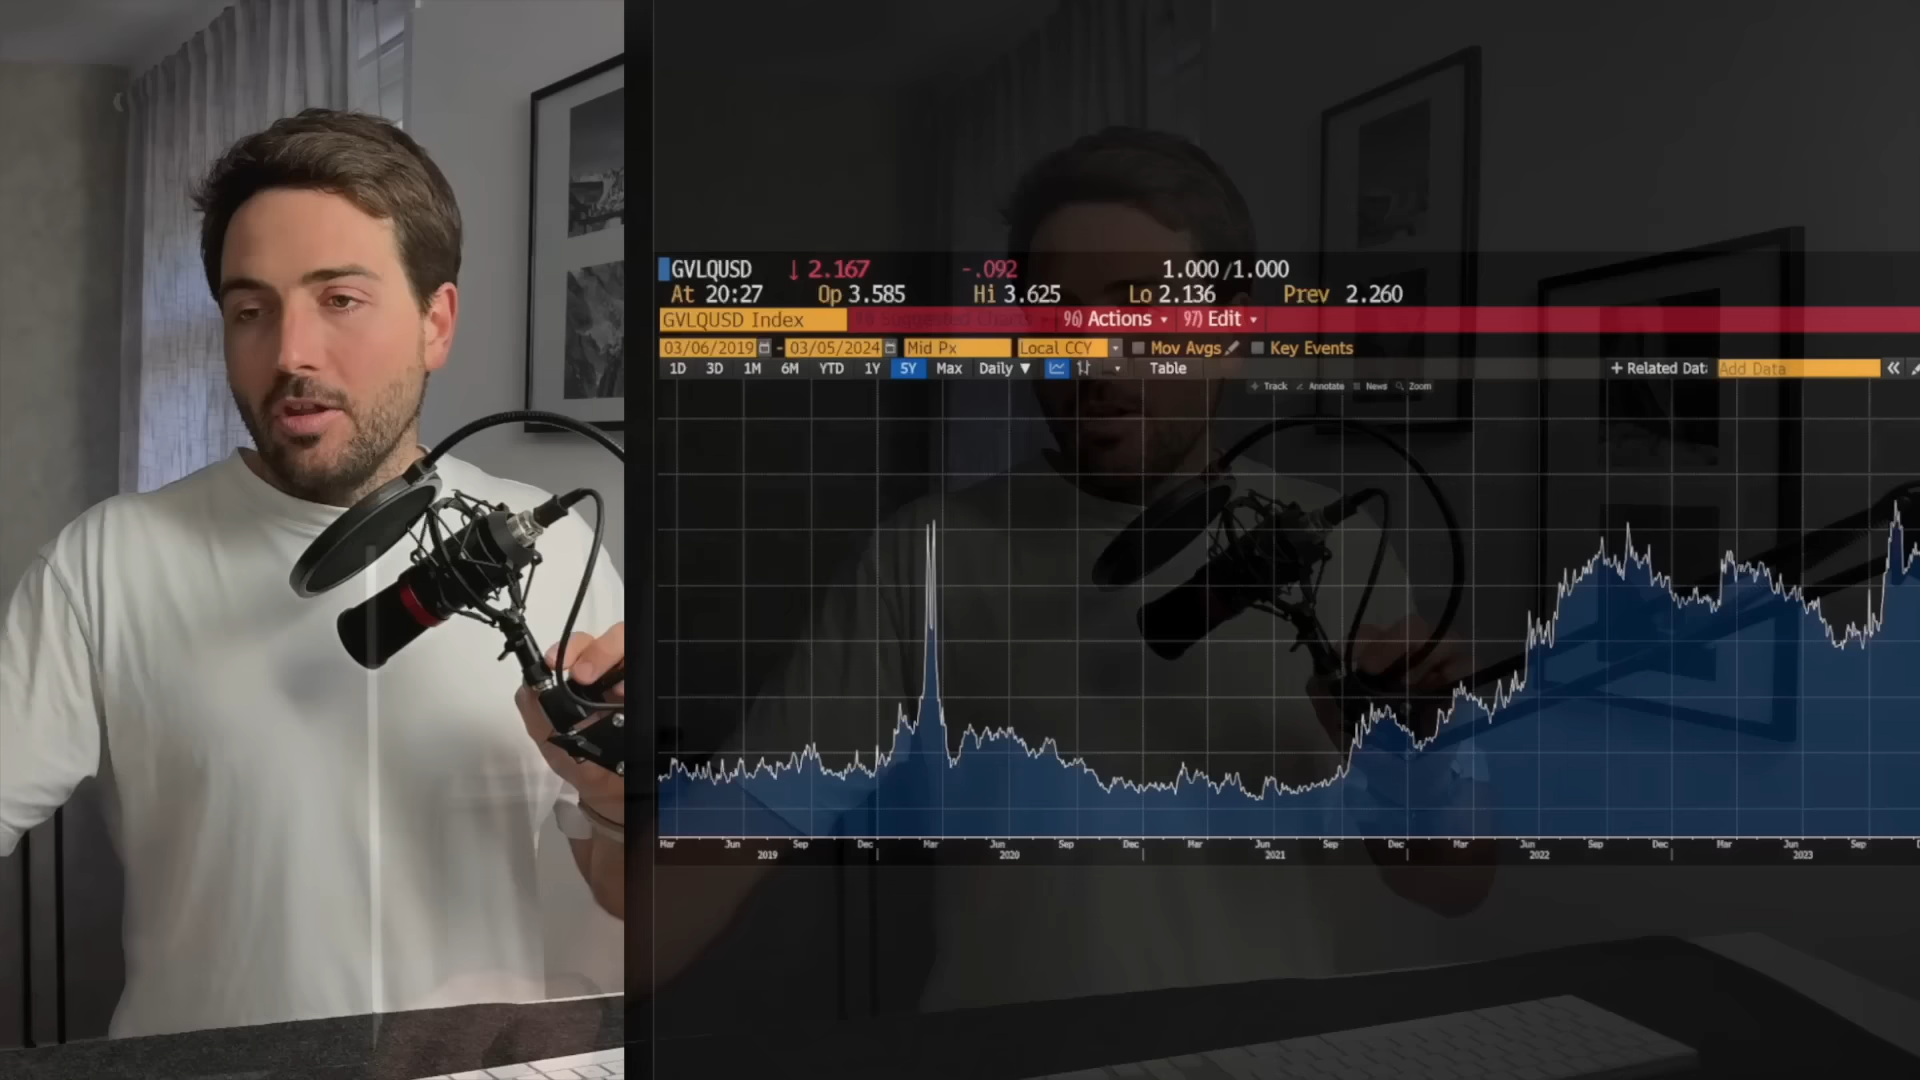 GVLQUSD ↓ 2.167 -.092 1.000/1.000
At 20:27 Op 3.585 Hi 3.625 Lo 2.136 Prev 2.260
GVLQUSD Index Suggested Charts 96) Actions 97) Edit
03/06/2019 - 03/05/2024 Mid Px Local CCY Mov Avgs Key Events
1D 3D 1M 6M YTD 1Y 5Y Max Daily ▼ Table + Related Dat Add Data «
Track Annotate News Zoom
Mar Jun Sep Dec Mar Jun Sep Dec Mar Jun Sep Dec Mar Jun Sep Dec Mar Jun Sep D
2019 2020 2021 2022 2023